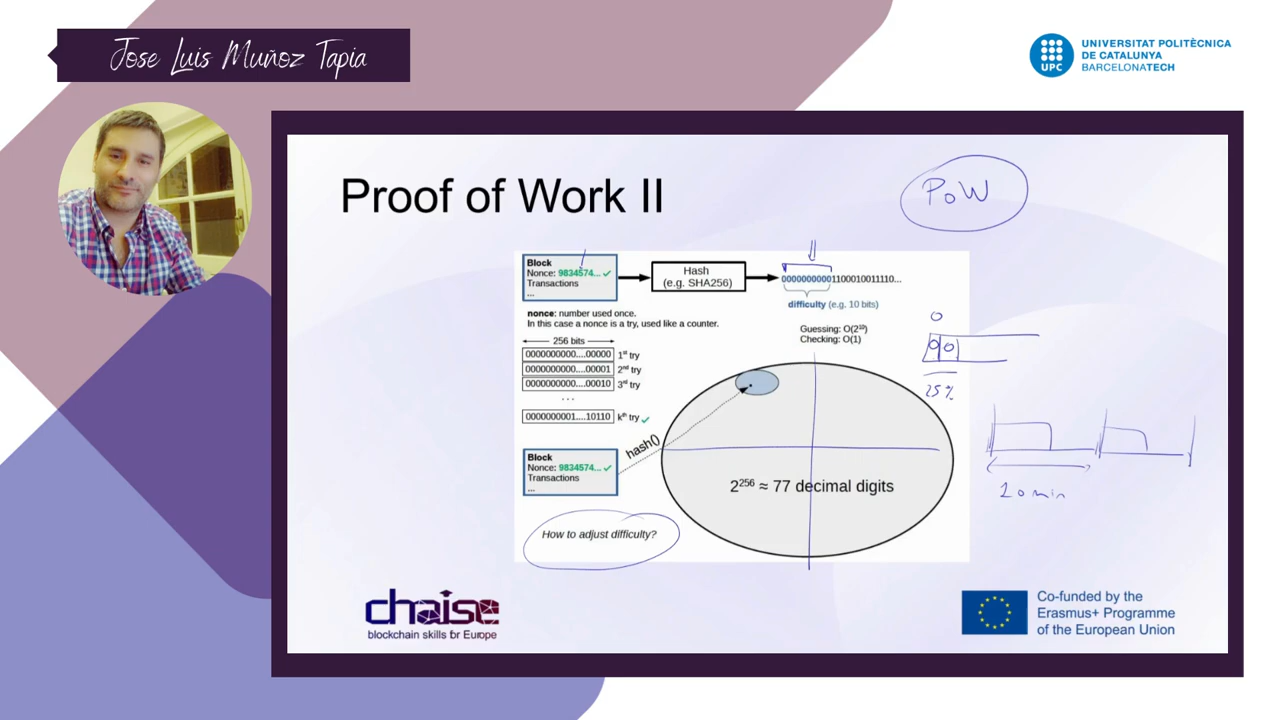 Jose Luis Muñoz Tapia
UNIVERSITAT POLITÈCNICA
DE CATALUNYA
BARCELONATECH
UPC
Proof of Work II
PoW
Block
Nonce: 9834574... ✓
Transactions
...
Hash
(e.g. SHA256)
00000000001100010011110...
difficulty (e.g. 10 bits)
nonce: number used once.
In this case a nonce is a try, used like a counter.
Guessing: O(2¹⁰)
Checking: O(1)
0
00
25%
256 bits
0000000000....00000 1st try
0000000000....00001 2nd try
0000000000....00010 3rd try
...
0000000001....10110 kth try ✓
hash()
Block
Nonce: 9834574... ✓
Transactions
...
2²⁵⁶ ≈ 77 decimal digits
10 min
How to adjust difficulty?
chaise
blockchain skills for Europe
Co-funded by the
Erasmus+ Programme
of the European Union